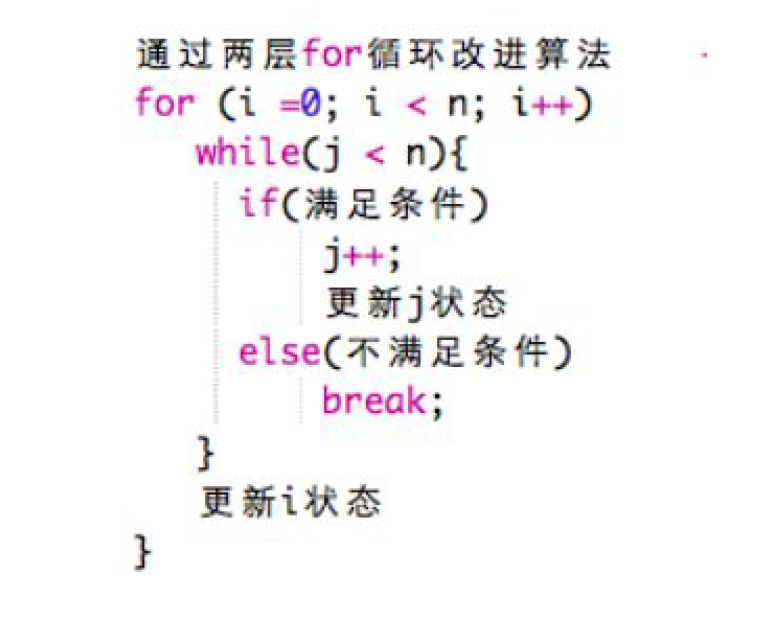 通过两层for循环改进算法
for (i =0; i < n; i++)
while(j < n){
if(满足条件)
j++;
更新j状态
else(不满足条件)
break;
}
更新i状态
}